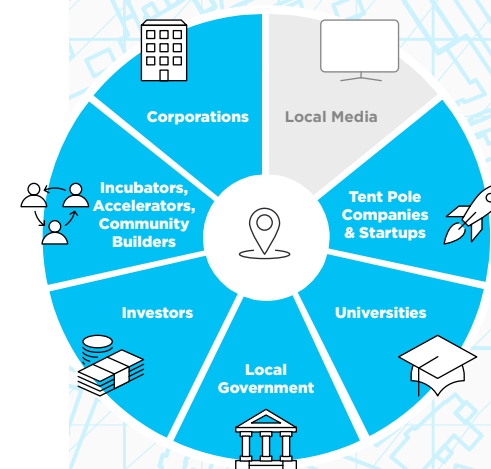 Corporations
Local Media
Tent Pole
Companies
& Startups
Universities
Local
Government
Investors
Incubators,
Accelerators,
Community
Builders